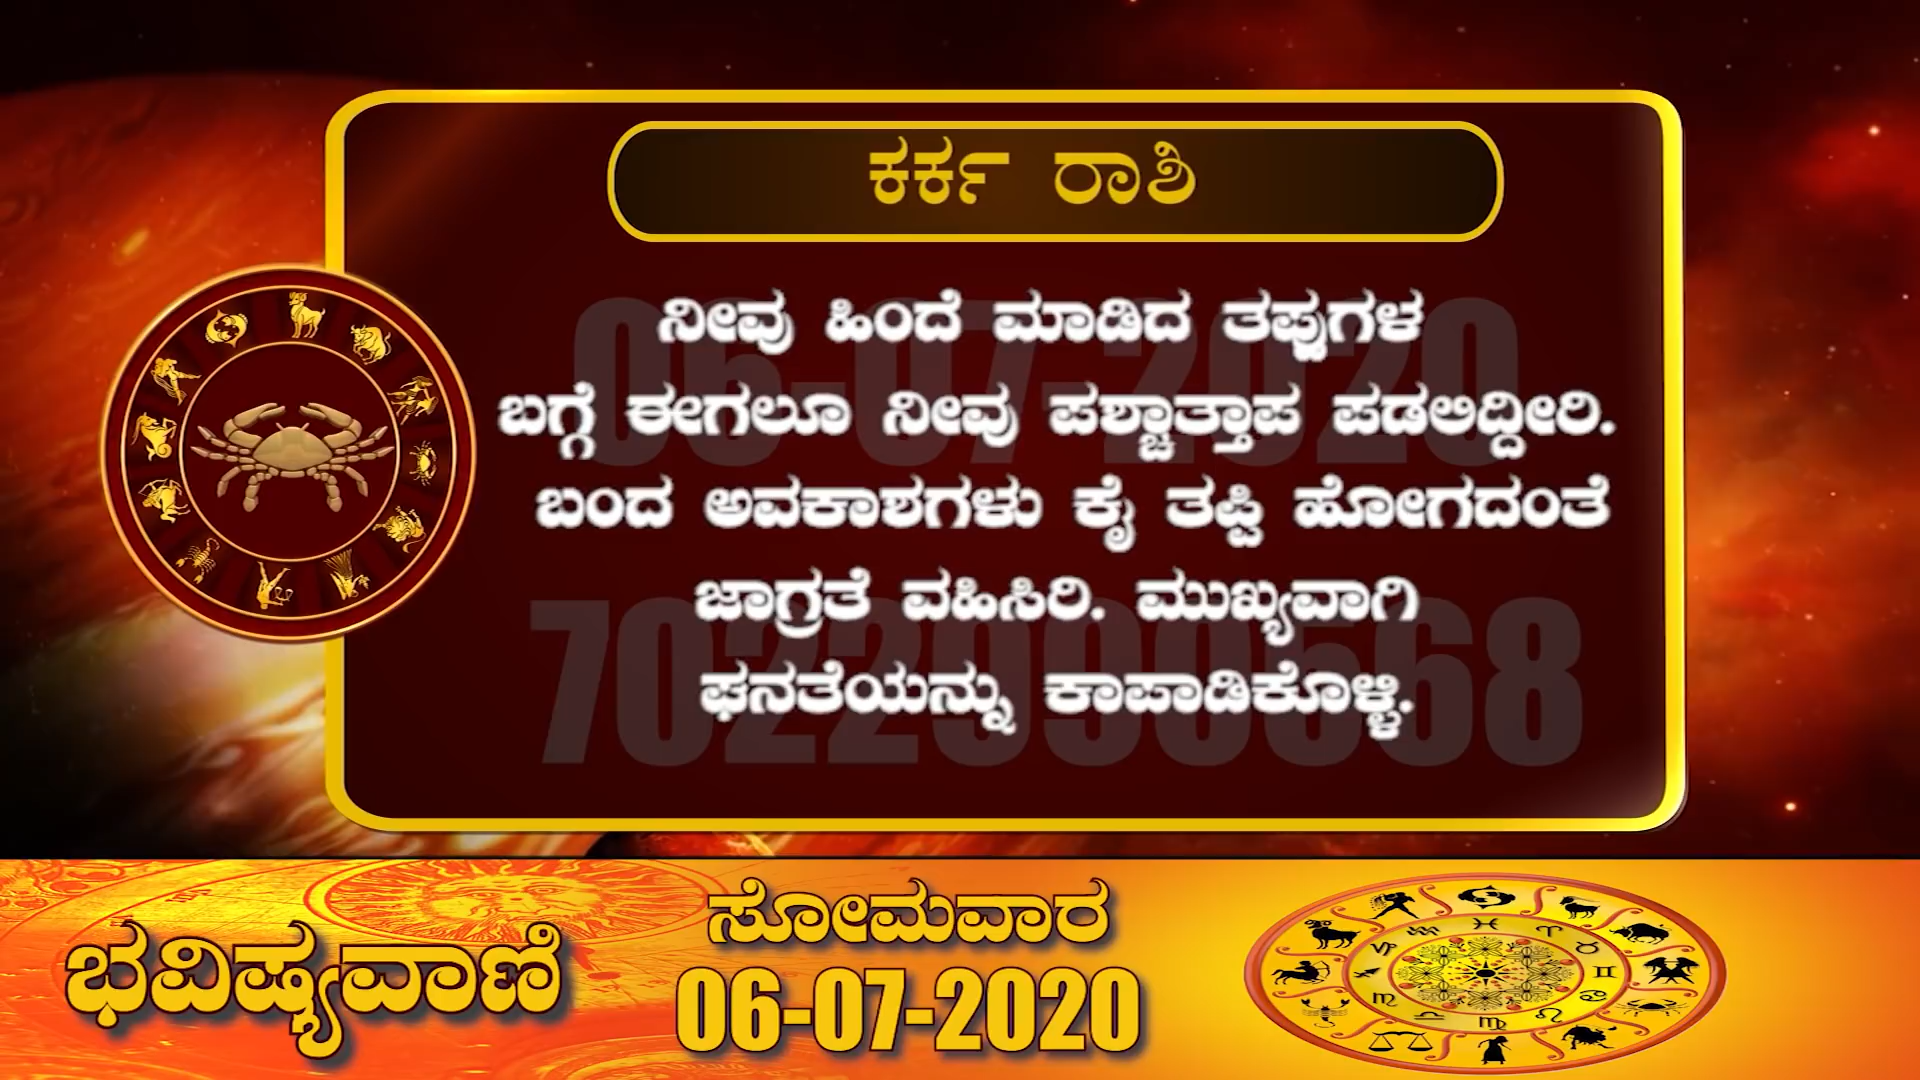 ಕರ್ಕ ರಾಶಿ
ನೀವು ಹಿಂದೆ ಮಾಡಿದ ತಪ್ಪುಗಳ
ಬಗ್ಗೆ ಈಗಲೂ ನೀವು ಪಶ್ಚಾತ್ತಾಪ ಪಡಲಿದ್ದೀರಿ.
ಬಂದ ಅವಕಾಶಗಳು ಕೈ ತಪ್ಪಿ ಹೋಗದಂತೆ
ಜಾಗ್ರತೆ ವಹಿಸಿರಿ. ಮುಖ್ಯವಾಗಿ
ಘನತೆಯನ್ನು ಕಾಪಾಡಿಕೊಳ್ಳಿ.
06-07-2020
ಭವಿಷ್ಯವಾಣಿ
ಸೋಮವಾರ
06-07-2020